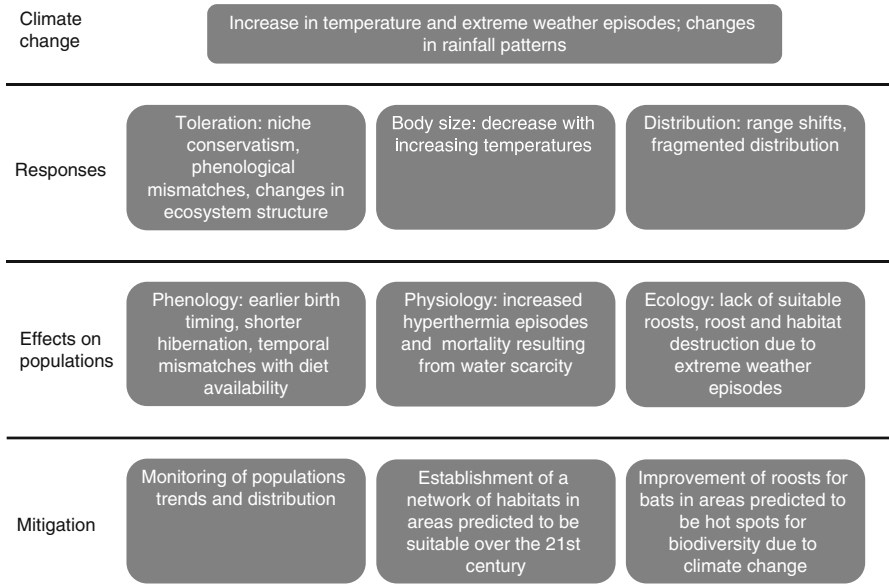 Climate
change
Increase in temperature and extreme weather episodes; changes
in rainfall patterns
Responses
Toleration: niche
conservatism,
phenological
mismatches, changes in
ecosystem structure
Body size: decrease with
increasing temperatures
Distribution: range shifts,
fragmented distribution
Effects on
populations
Phenology: earlier birth
timing, shorter
hibernation, temporal
mismatches with diet
availability
Physiology: increased
hyperthermia episodes
and mortality resulting
from water scarcity
Ecology: lack of suitable
roosts, roost and habitat
destruction due to
extreme weather
episodes
Mitigation
Monitoring of populations
trends and distribution
Establishment of a
network of habitats in
areas predicted to be
suitable over the 21st
century
Improvement of roosts for
bats in areas predicted to
be hot spots for
biodiversity due to
climate change